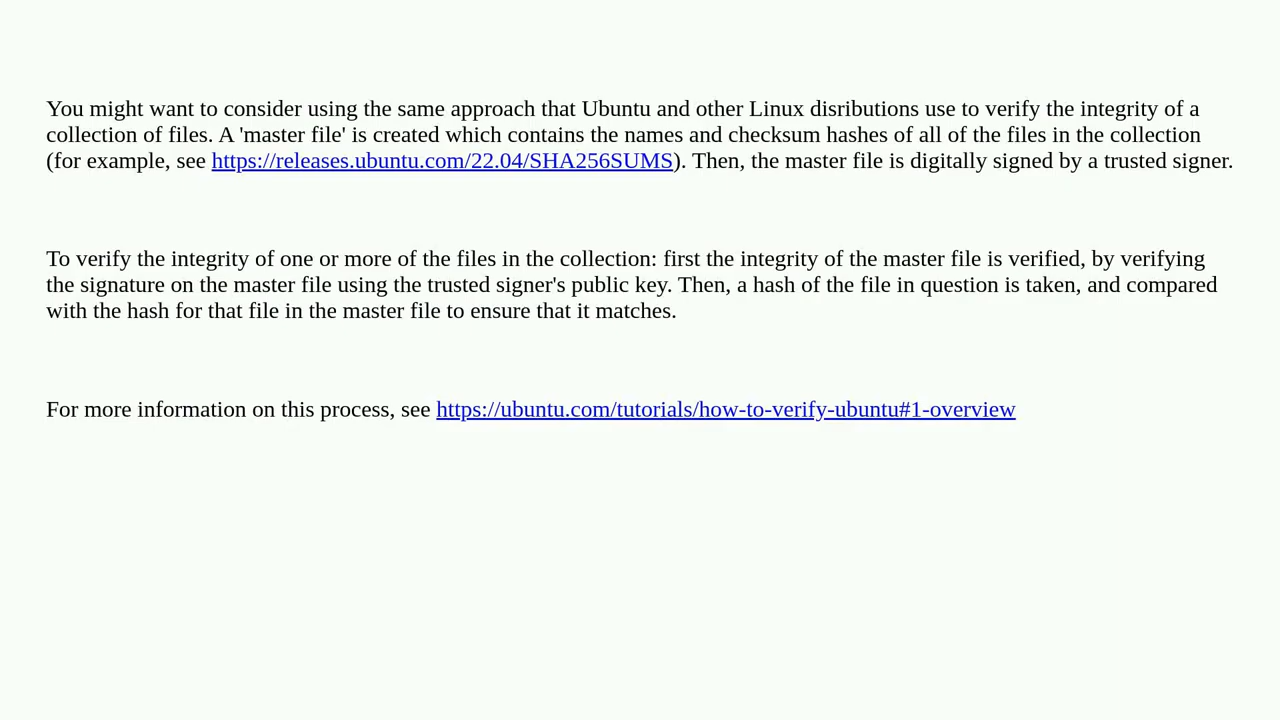 You might want to consider using the same approach that Ubuntu and other Linux disributions use to verify the integrity of a
collection of files. A 'master file' is created which contains the names and checksum hashes of all of the files in the collection
(for example, see https://releases.ubuntu.com/22.04/SHA256SUMS). Then, the master file is digitally signed by a trusted signer.
To verify the integrity of one or more of the files in the collection: first the integrity of the master file is verified, by verifying
the signature on the master file using the trusted signer's public key. Then, a hash of the file in question is taken, and compared
with the hash for that file in the master file to ensure that it matches.
For more information on this process, see https://ubuntu.com/tutorials/how-to-verify-ubuntu#1-overview